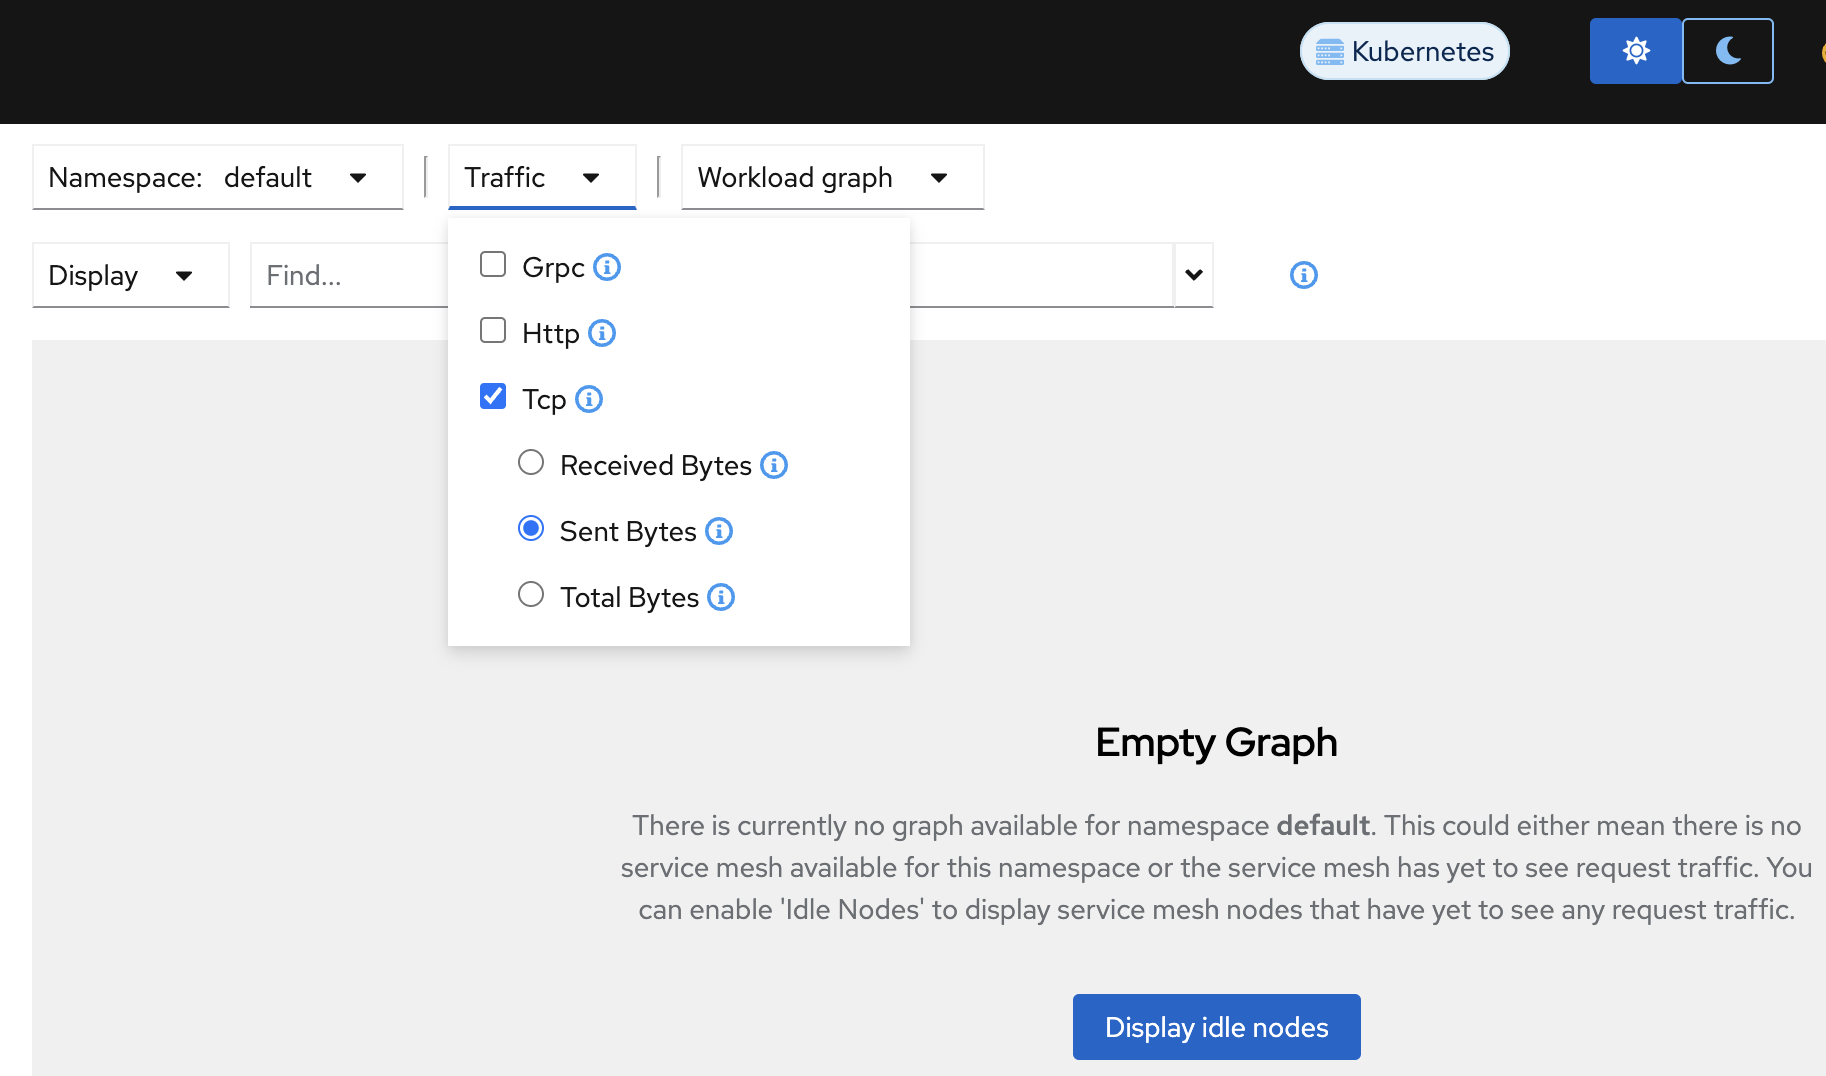 Kubernetes
Namespace: default
Traffic
Workload graph
Display
Find...
Grpc
Http
Tcp
Received Bytes
Sent Bytes
Total Bytes
Empty Graph
There is currently no graph available for namespace default. This could either mean there is no
service mesh available for this namespace or the service mesh has yet to see request traffic. You
can enable 'Idle Nodes' to display service mesh nodes that have yet to see any request traffic.
Display idle nodes